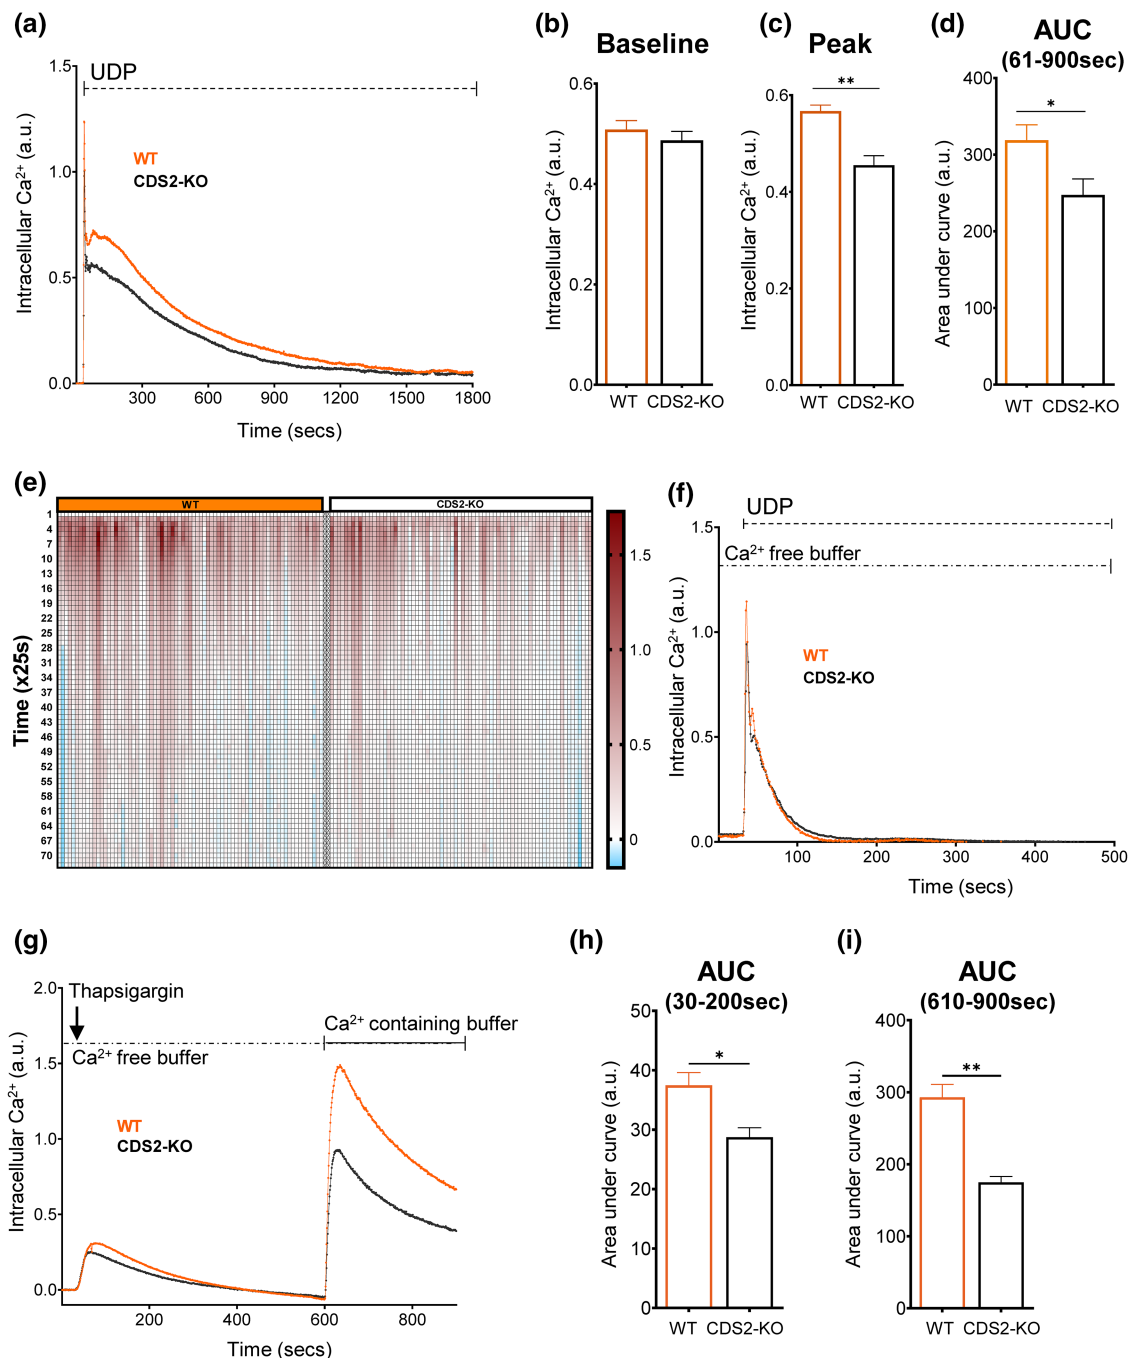 (a)
UDP
1.5
1.0
0.5
0.0
Intracellular Ca²⁺ (a.u.)
WT
CDS2-KO
300
600
900
1200
1500
1800
Time (secs)
(b)
Baseline
0.6
0.4
0.2
0.0
Intracellular Ca²⁺ (a.u.)
WT
CDS2-KO
(c)
Peak
**
0.6
0.4
0.2
0.0
Intracellular Ca²⁺ (a.u.)
WT
CDS2-KO
(d)
AUC
(61-900sec)
*
400
300
200
100
0
Area under curve (a.u.)
WT
CDS2-KO
(e)
WT
CDS2-KO
Time (x25s)
1
4
7
10
13
16
19
22
25
28
31
34
37
40
43
46
49
52
55
58
61
64
67
70
1.5
1.0
0.5
0
(f)
UDP
Ca²⁺ free buffer
1.5
1.0
0.5
0.0
Intracellular Ca²⁺ (a.u.)
WT
CDS2-KO
100
200
300
400
500
Time (secs)
(g)
Thapsigargin
Ca²⁺ free buffer
Ca²⁺ containing buffer
2.0
1.5
1.0
0.5
0.0
Intracellular Ca²⁺ (a.u.)
WT
CDS2-KO
200
400
600
800
Time (secs)
(h)
AUC
(30-200sec)
*
50
40
30
20
10
0
Area under curve (a.u.)
WT
CDS2-KO
(i)
AUC
(610-900sec)
**
400
300
200
100
0
Area under curve (a.u.)
WT
CDS2-KO